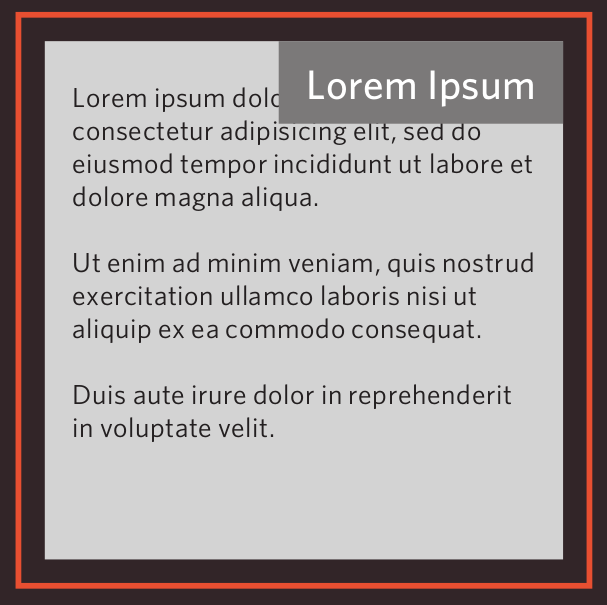 Lorem Ipsum
Lorem ipsum
consectetur adipisicing elit, sed do
eiusmod tempor incididunt ut labore et
dolore magna aliqua.
Ut enim ad minim veniam, quis nostrud
exercitation ullamco laboris nisi ut
aliquip ex ea commodo consequat.
Duis aute irure dolor in reprehenderit
in voluptate velit.